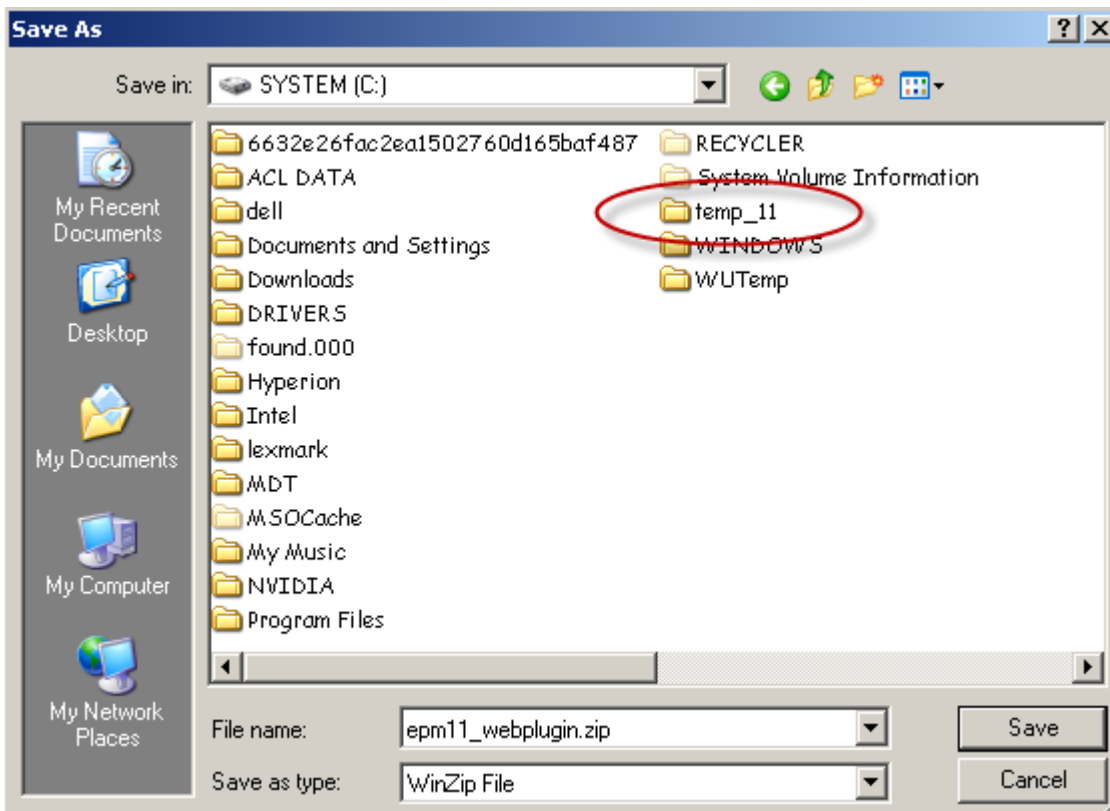 Save As
Save in: SYSTEM (C:)
My Recent
Documents
Desktop
My Documents
My Computer
My Network
Places
6632e26fac2ea1502760d165baf487
ACL DATA
dell
Documents and Settings
Downloads
DRIVERS
found.000
Hyperion
Intel
lexmark
MDT
MSOCache
My Music
NVIDIA
Program Files
RECYCLER
System Volume Information
temp_11
WINDOWS
WUTemp
File name: epm11_webplugin.zip Save
Save as type: WinZip File Cancel